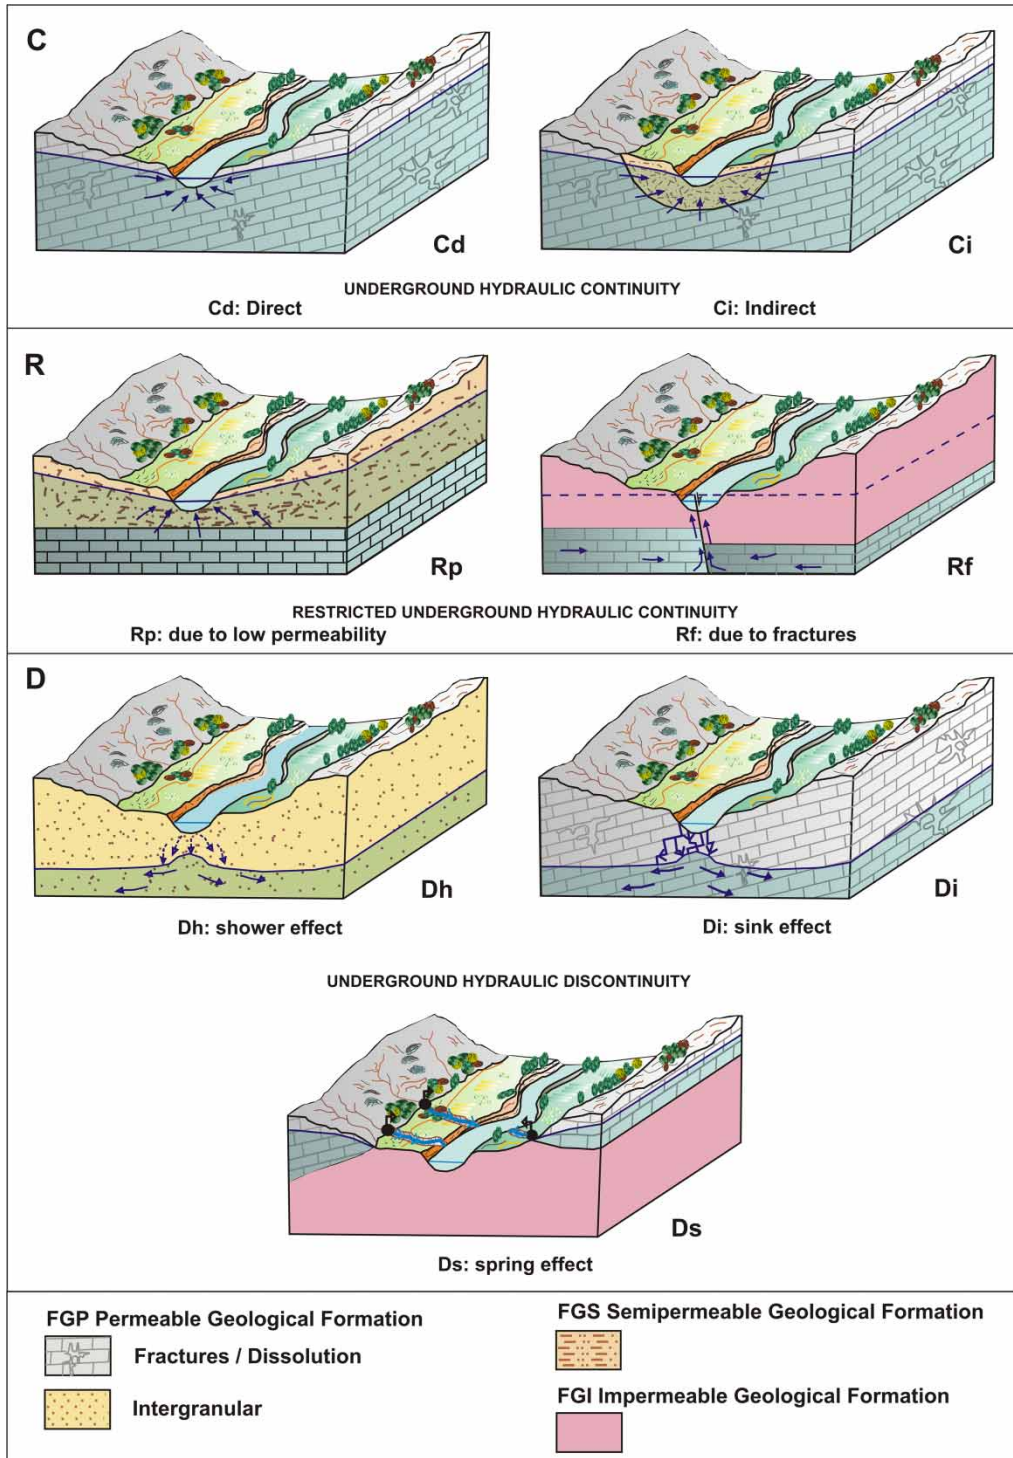 C
Cd
Ci
UNDERGROUND HYDRAULIC CONTINUITY
Cd: Direct
Ci: Indirect
R
Rp
Rf
RESTRICTED UNDERGROUND HYDRAULIC CONTINUITY
Rp: due to low permeability
Rf: due to fractures
D
Dh
Di
Dh: shower effect
Di: sink effect
UNDERGROUND HYDRAULIC DISCONTINUITY
Ds
Ds: spring effect
FGP Permeable Geological Formation
Fractures / Dissolution
Intergranular
FGS Semipermeable Geological Formation
FGI Impermeable Geological Formation